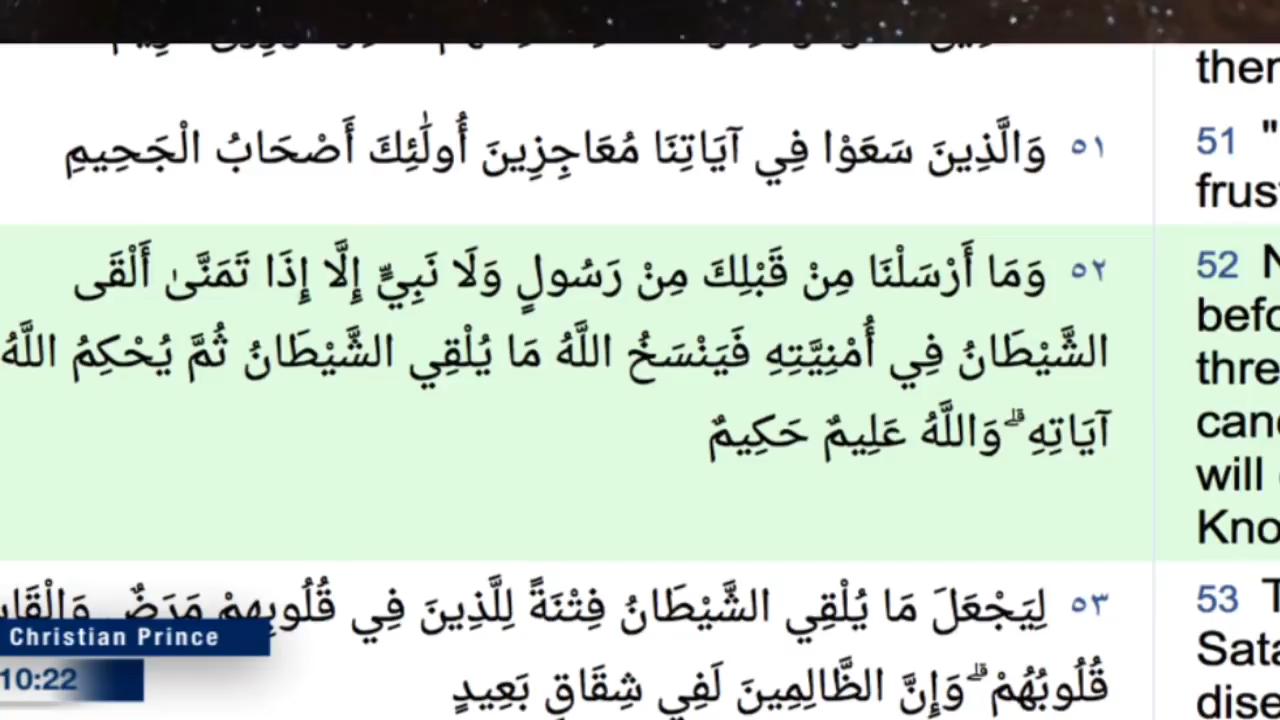 ther
٥١ وَالَّذِينَ سَعَوْا فِي آيَاتِنَا مُعَاجِزِينَ أُولَٰئِكَ أَصْحَابُ الْجَحِيمِ
51 "
frus
٥٢ وَمَا أَرْسَلْنَا مِنْ قَبْلِكَ مِنْ رَسُولٍ وَلَا نَبِيٍّ إِلَّا إِذَا تَمَنَّىٰ أَلْقَى
الشَّيْطَانُ فِي أُمْنِيَّتِهِ فَيَنْسَخُ اللَّهُ مَا يُلْقِي الشَّيْطَانُ ثُمَّ يُحْكِمُ اللَّهُ
آيَاتِهِ ۗ وَاللَّهُ عَلِيمٌ حَكِيمٌ
52 N
befo
thre
canc
will
Kno
٥٣ لِيَجْعَلَ مَا يُلْقِي الشَّيْطَانُ فِتْنَةً لِلَّذِينَ فِي قُلُوبِهِمْ مَرَضٌ
قُلُوبُهُمْ ۗ وَإِنَّ الظَّالِمِينَ لَفِي شِقَاقٍ بَعِيدٍ
53 T
Sata
dise
Christian Prince
10:22